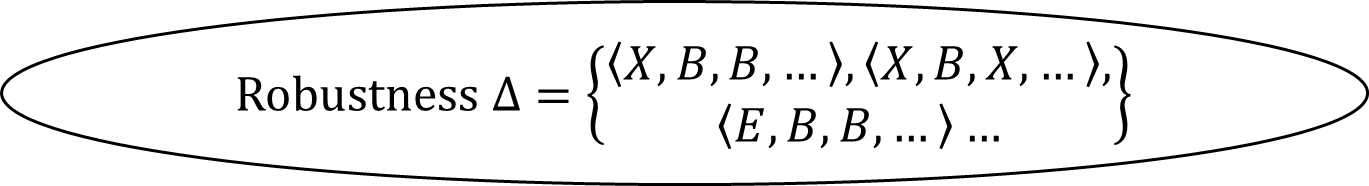 Robustness Δ = {⟨X, B, B, … ⟩, ⟨X, B, X, … ⟩,
⟨E, B, B, … ⟩ …}